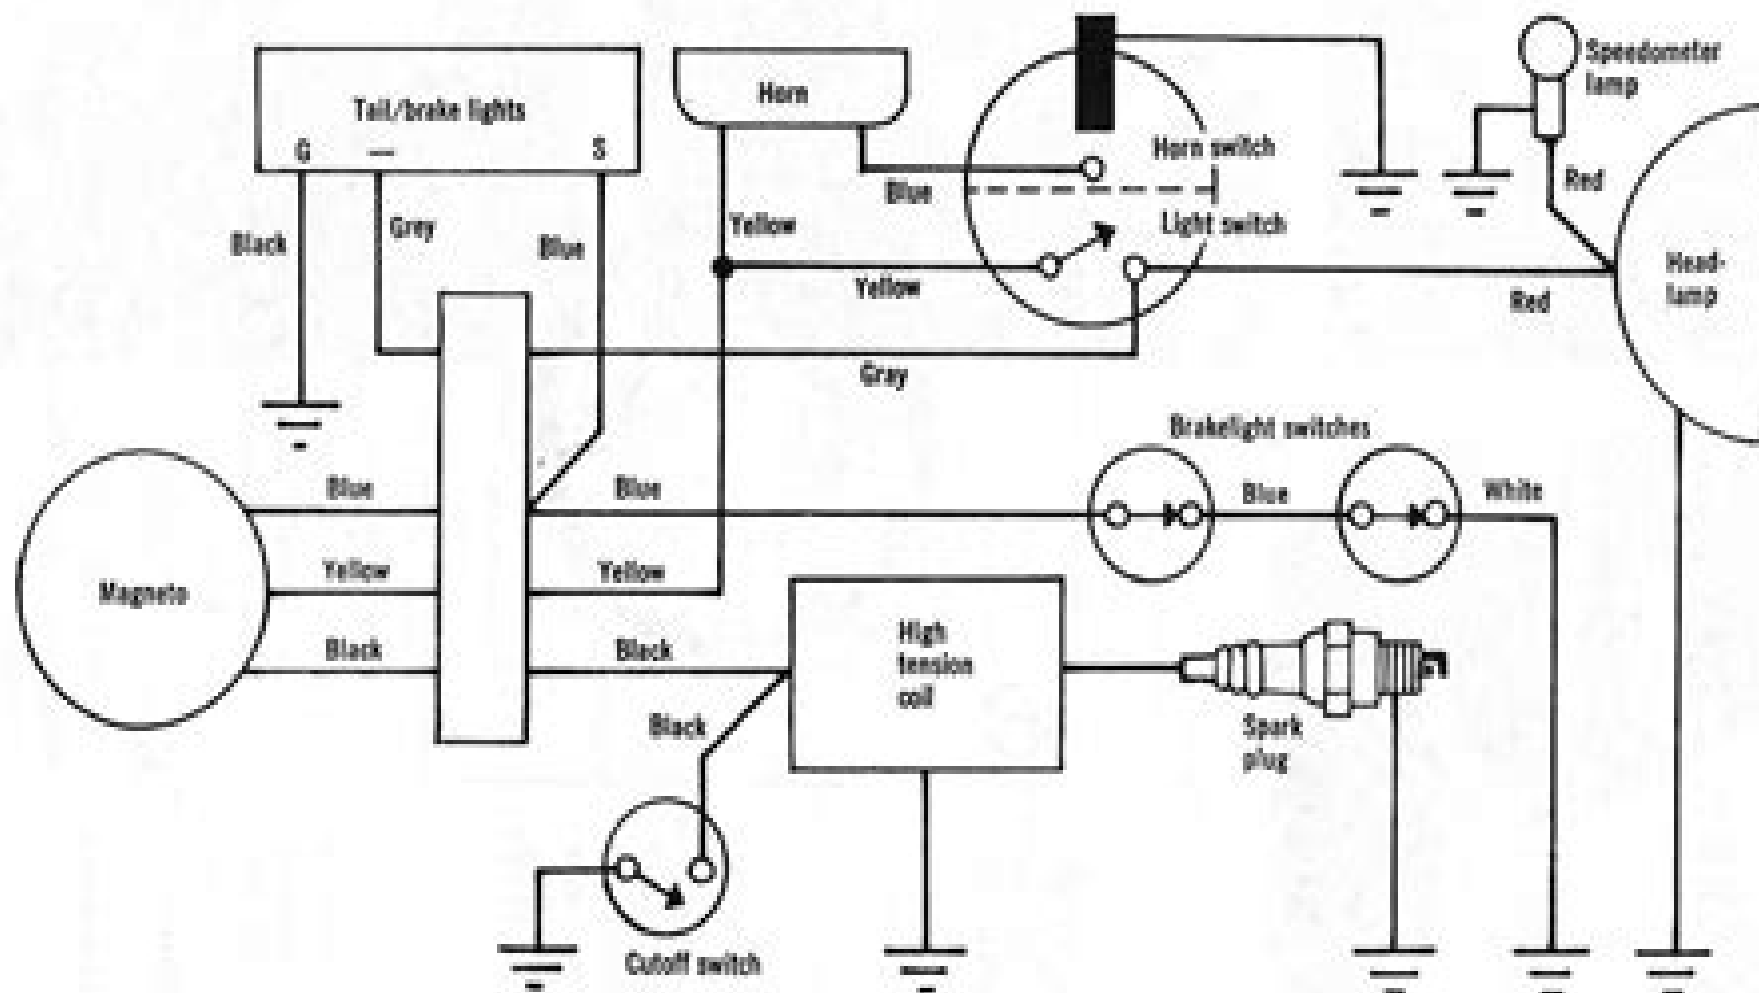 Tail/brake lights
G
—
S
Horn
Speedometer
lamp
Horn switch
Blue
Light switch
Red
Black
Grey
Blue
Yellow
Yellow
Red
Head-
lamp
Grey
Brakelight switches
Blue
Blue
Blue
White
Magneto
Yellow
Yellow
Black
Black
High
tension
coil
Black
Spark
plug
Cutoff switch